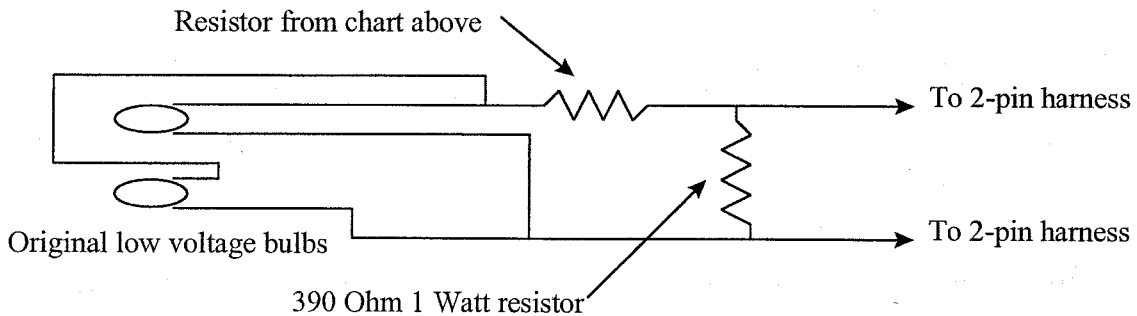 Resistor from chart above
To 2-pin harness
Original low voltage bulbs
To 2-pin harness
390 Ohm 1 Watt resistor